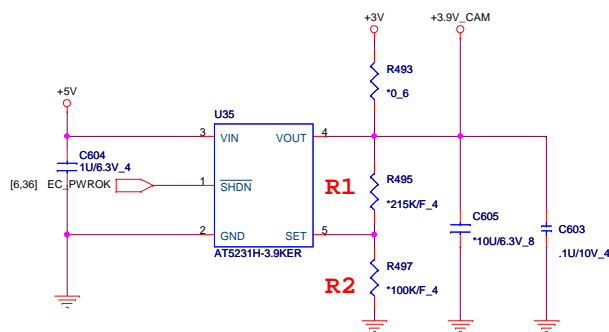 +3V
+3.9V_CAM
R493
*0_6
+5V
U35
3
VIN
VOUT
4
C604
1U/6.3V_4
[6,36]
EC_PWROK
1
SHDN
R1
R495
*215K/F_4
2
GND
SET
5
C605
*10U/6.3V_8
C603
.1U/10V_4
AT5231H-3.9KER
R2
R497
*100K/F_4